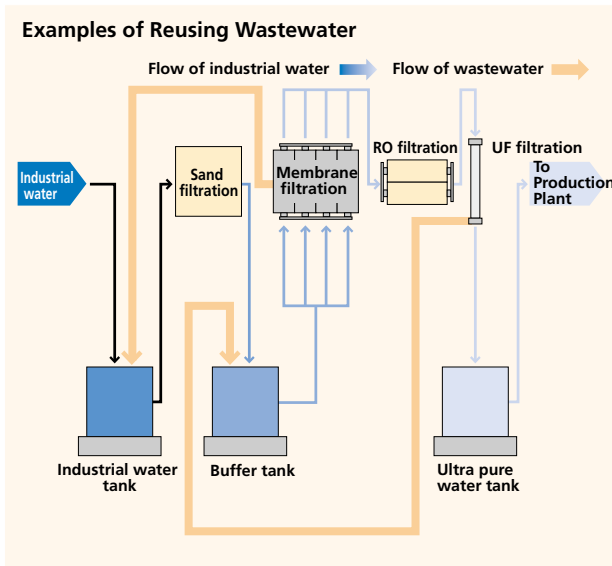 Examples of Reusing Wastewater
Flow of industrial water
Flow of wastewater
Industrial
water
Sand
filtration
Membrane
filtration
RO filtration
UF filtration
To
Production
Plant
Industrial water
tank
Buffer tank
Ultra pure
water tank